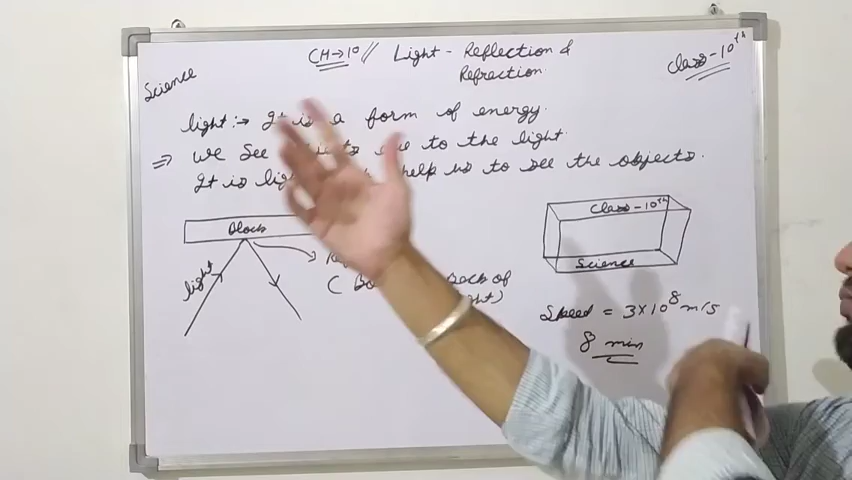 CH→10 // Light - Reflection &
Refraction
Class-10th
Science
light:→ It is a form of energy.
⇒ We see due to the light
It is help us to see the objects.
Block
light
Class-10th
Science
Speed = 3×10⁸ m/s
8 min